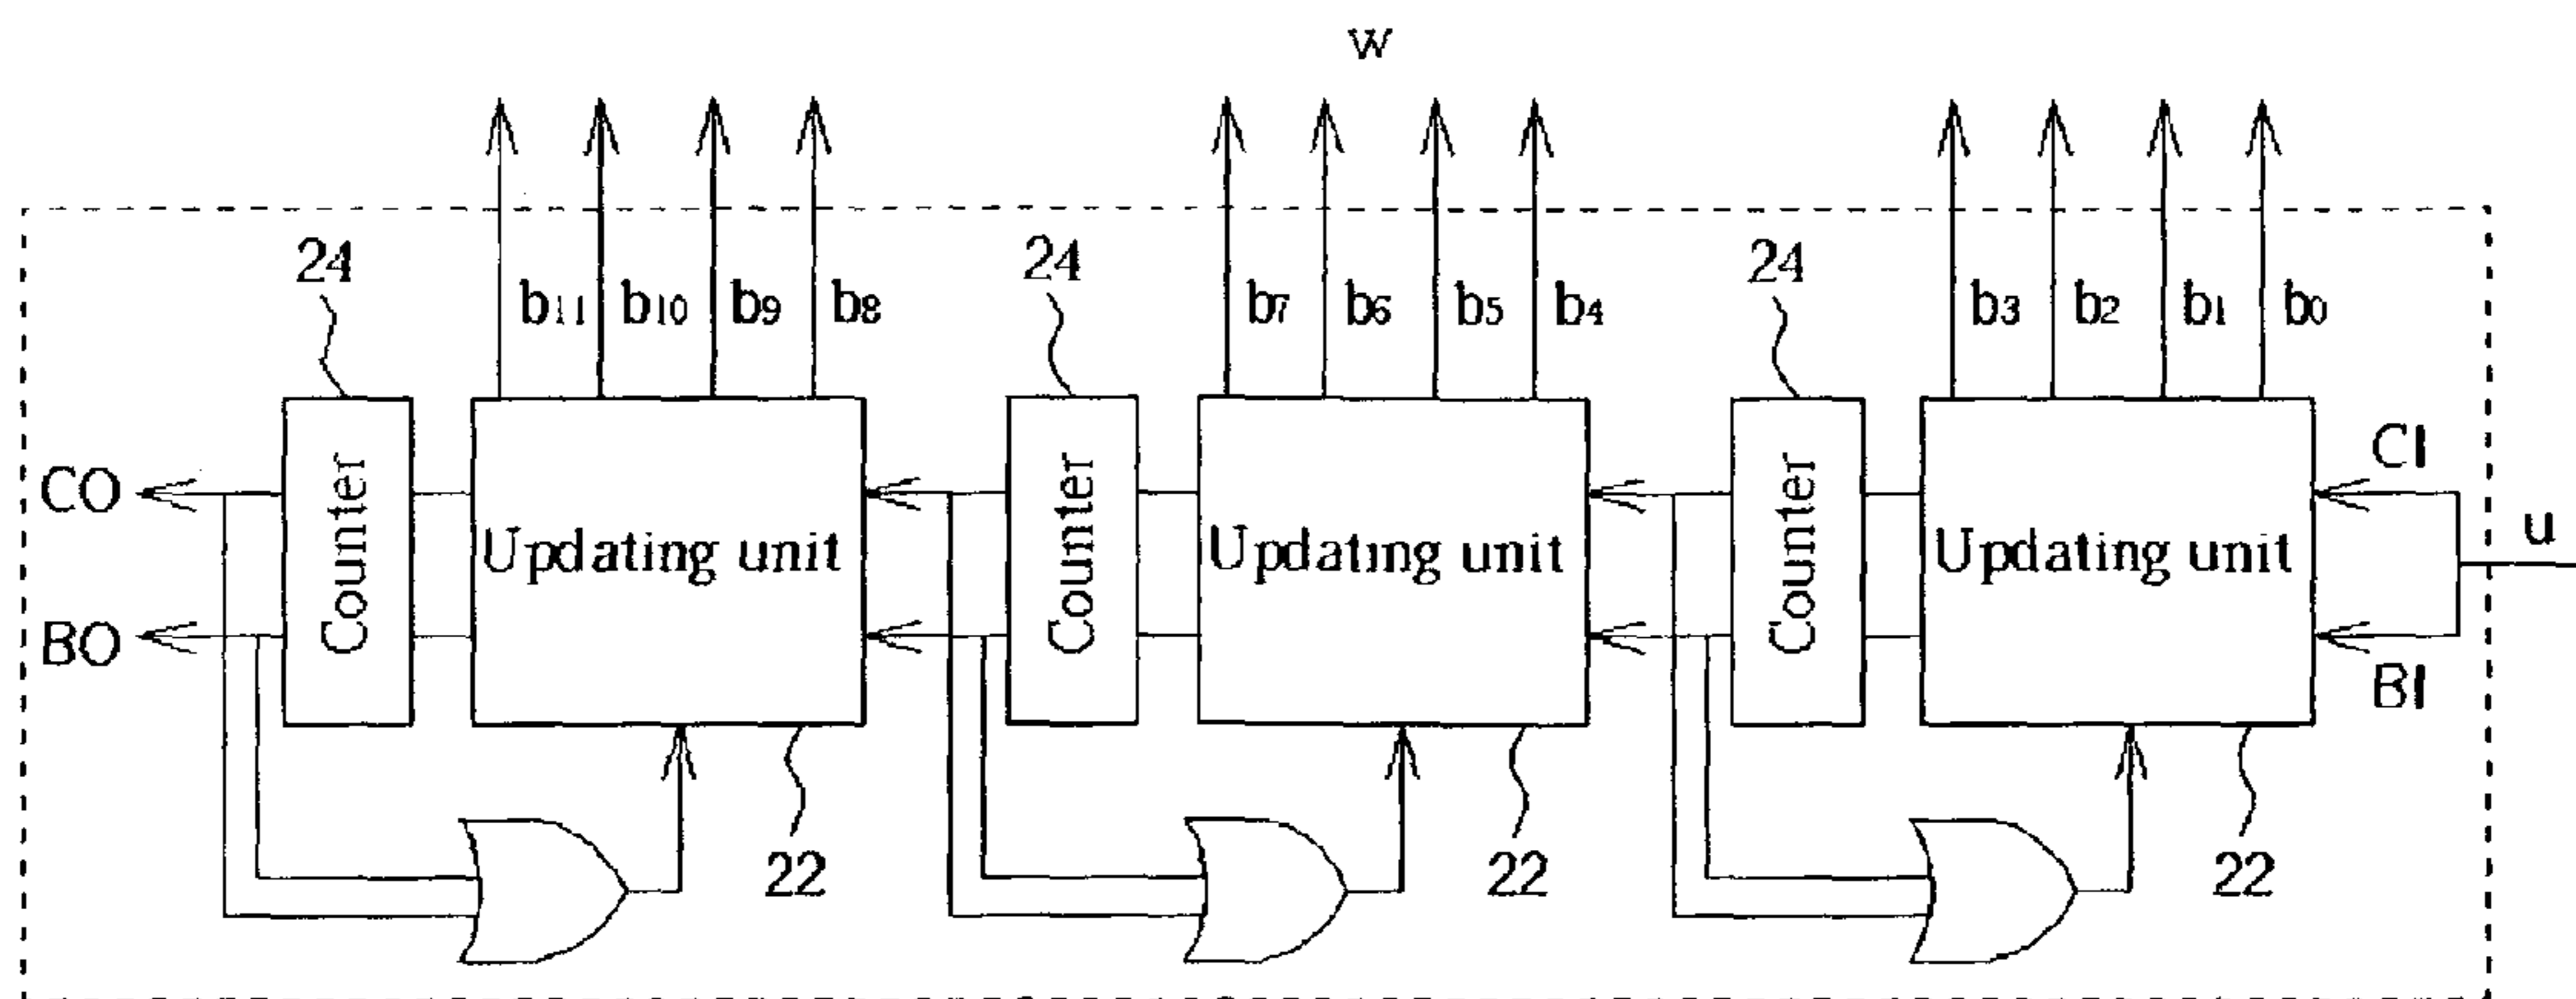 w
24 24 24
b11 b10 b9 b8 b7 b6 b5 b4 b3 b2 b1 b0
CI
CO Counter Updating unit Counter Updating unit Counter Updating unit u
BO BI
22 22 22